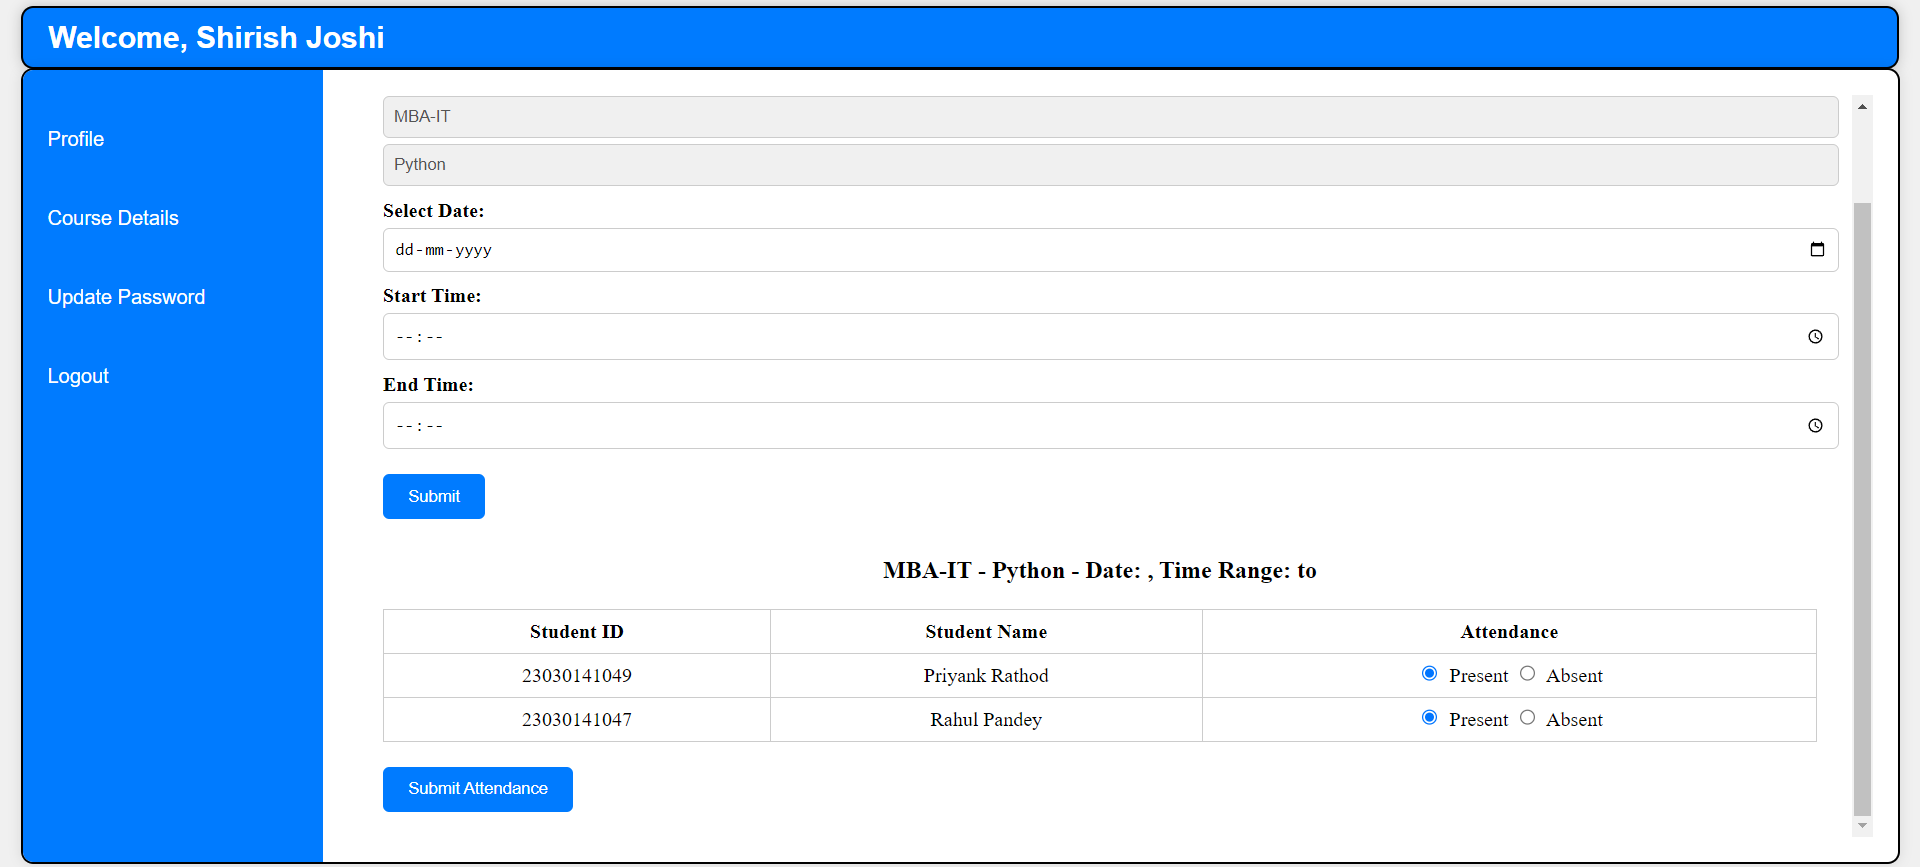 Welcome, Shirish Joshi
Profile
Course Details
Update Password
Logout
MBA-IT
Python
Select Date:
dd-mm-yyyy
Start Time:
--:--
End Time:
--:--
Submit
MBA-IT - Python - Date: , Time Range: to
Student ID Student Name Attendance
23030141049 Priyank Rathod Present Absent
23030141047 Rahul Pandey Present Absent
Submit Attendance